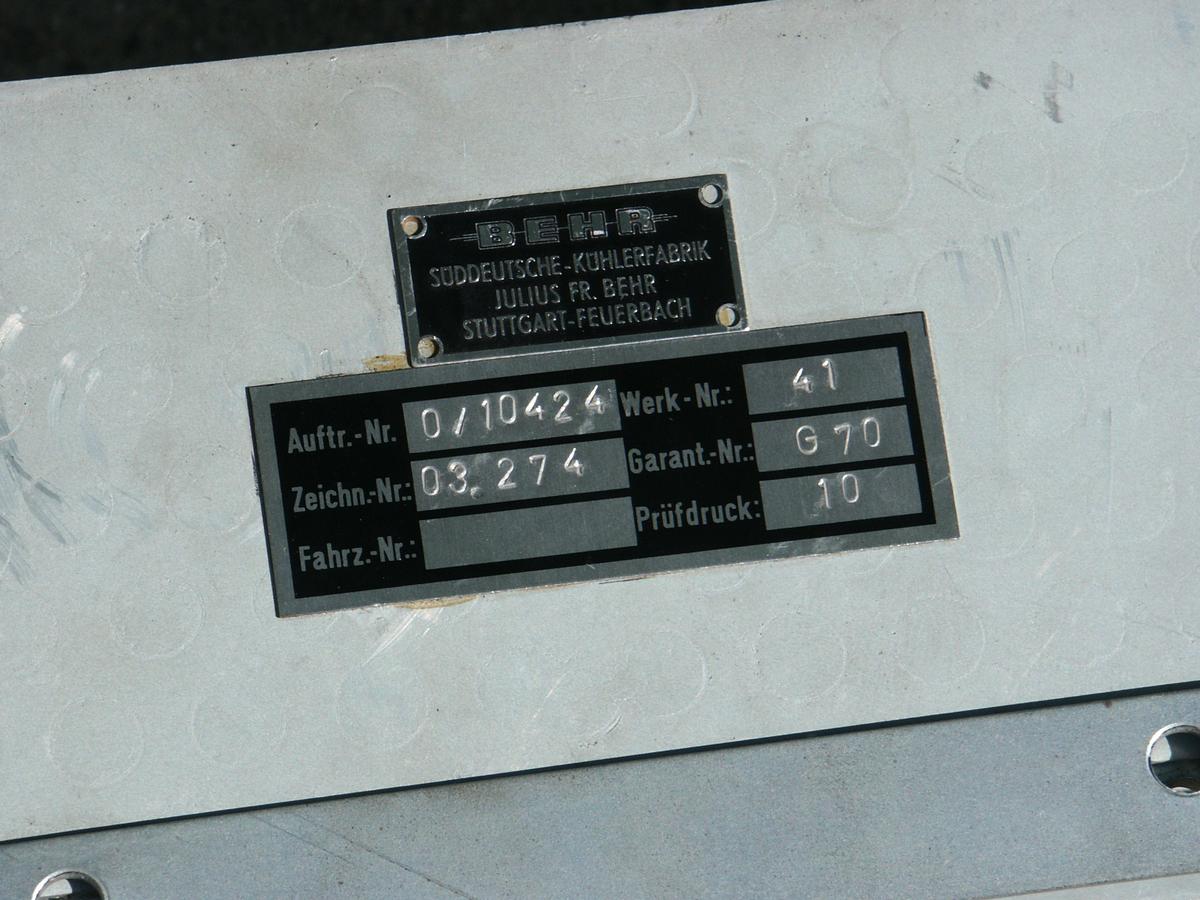 BEHR
SÜDDEUTSCHE-KÜHLERFABRIK
JULIUS FR. BEHR
STUTTGART-FEUERBACH
Auftr.-Nr. 0/10424 Werk-Nr.: 41
Zeichn.-Nr.: 03.274 Garant.-Nr.: G70
Fahrz.-Nr.: Prüfdruck: 10